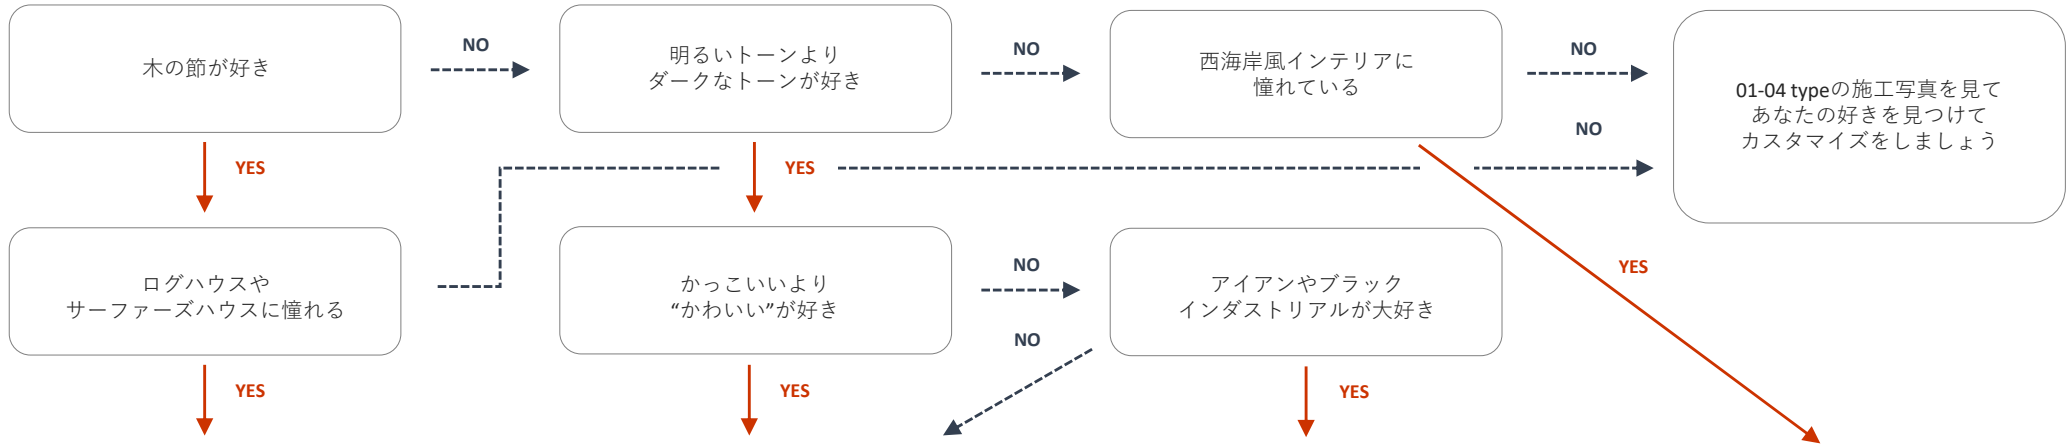 木の節が好き
NO
明るいトーンより
ダークなトーンが好き
NO
西海岸風インテリアに
憧れている
NO
01-04 typeの施工写真を見て
あなたの好きを見つけて
カスタマイズをしましょう
NO
YES
YES
ログハウスや
サーファーズハウスに憧れる
かっこいいより
“かわいい”が好き
NO
アイアンやブラック
インダストリアルが大好き
YES
NO
YES
YES
YES